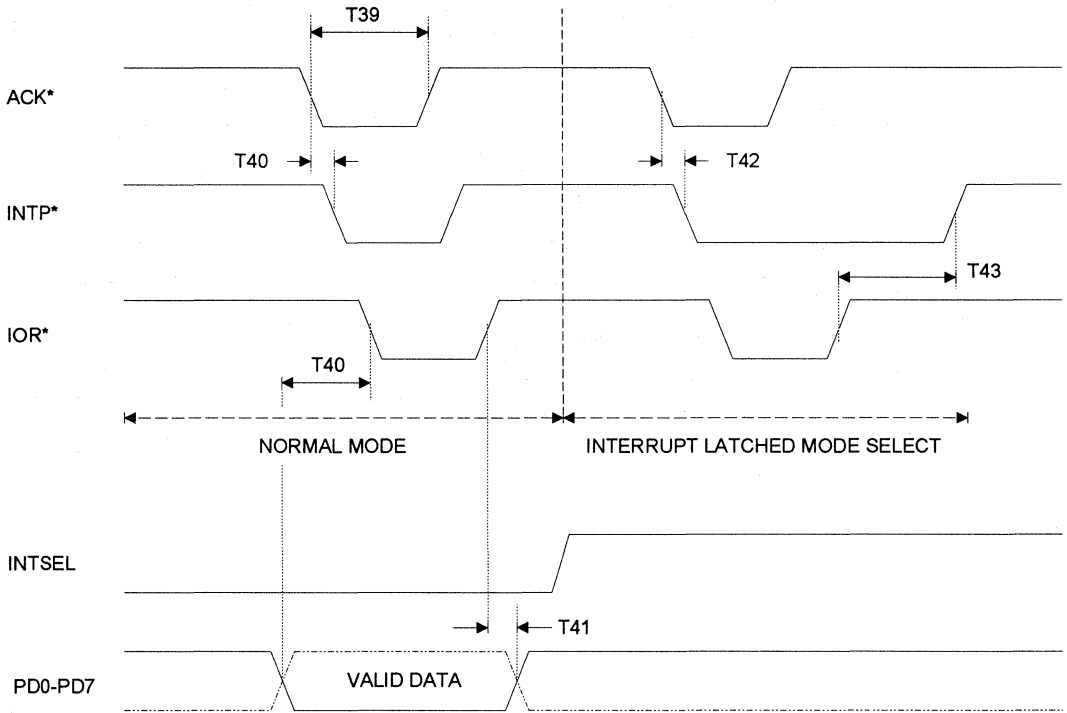 T39
ACK*
T40
T42
INTP*
T43
IOR*
T40
NORMAL MODE
INTERRUPT LATCHED MODE SELECT
INTSEL
T41
PD0-PD7
VALID DATA